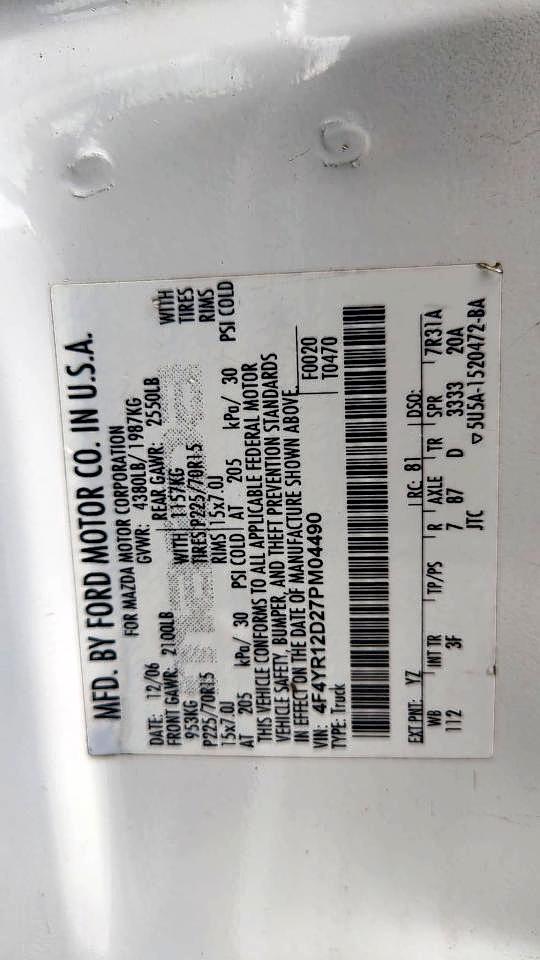 MFD. BY FORD MOTOR CO. IN U.S.A.
FOR MAZDA MOTOR CORPORATION
DATE: 12/06 GVWR: 4380LB/ 1987KG
FRONT GAWR: 2100LB REAR GAWR: 2550LB
953KG WITH 1157KG WITH
P225/70R15 TIRES P225/70R15 TIRES
15x7.0J RIMS 15x7.0J RIMS
AT 205 kPa/ 30 PSI COLD AT 205 kPa/ 30 PSI COLD
THIS VEHICLE CONFORMS TO ALL APPLICABLE FEDERAL MOTOR
VEHICLE SAFETY, BUMPER, AND THEFT PREVENTION STANDARDS
IN EFFECT ON THE DATE OF MANUFACTURE SHOWN ABOVE.
VIN: 4F4YR12D27PM04490 F0020
TYPE: Truck T0470
EXT PNT: YZ RC: 81 DSO:
WB INT TR TP/PS R AXLE TR SPR 7R31A
112 3F 7 87 D 3333 20A
JTC ▽5U5A-1520472-BA